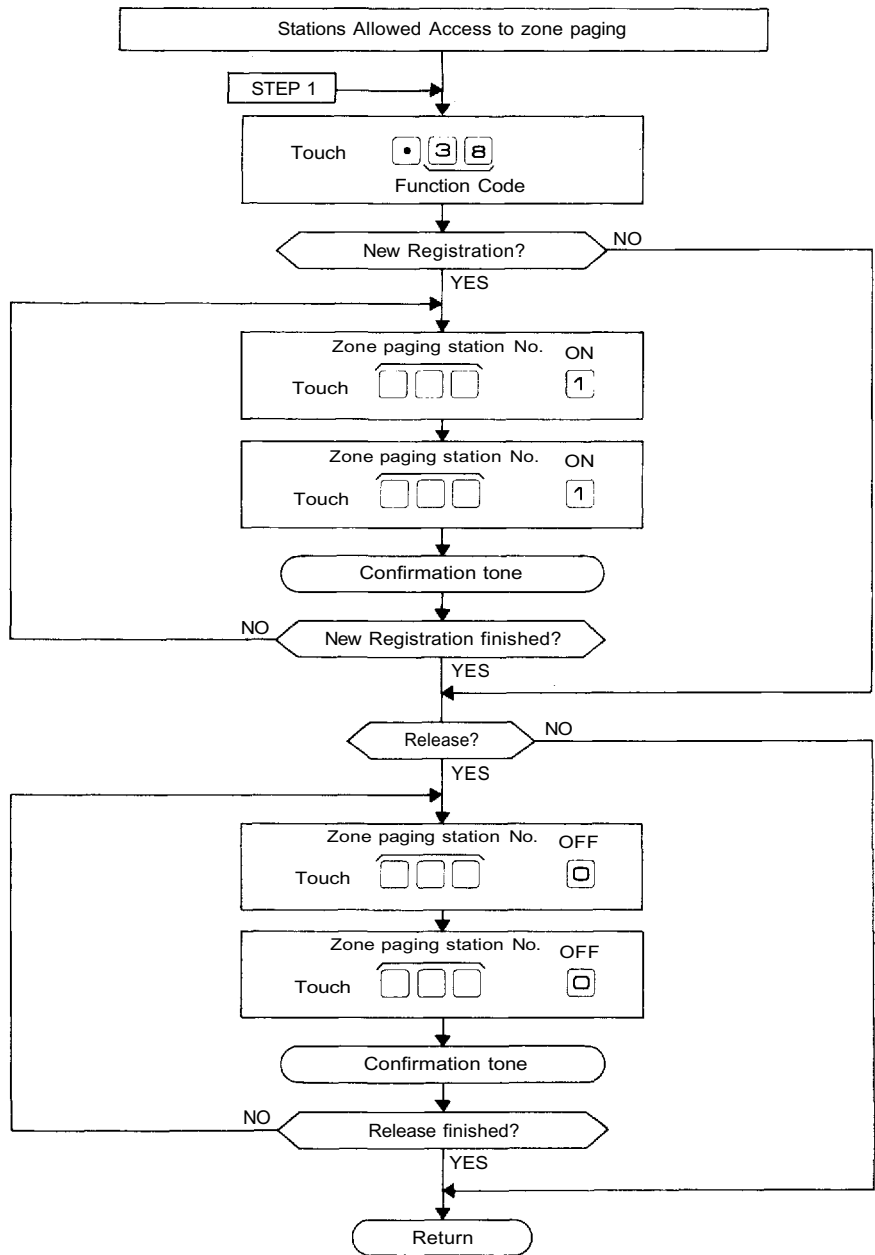 Stations Allowed Access to zone paging
STEP 1
Touch • 3 8
Function Code
New Registration? NO
YES
Zone paging station No. ON
Touch 1
Zone paging station No. ON
Touch 1
Confirmation tone
NO New Registration finished?
YES
Release? NO
YES
Zone paging station No. OFF
Touch 0
Zone paging station No. OFF
Touch 0
Confirmation tone
NO Release finished?
YES
Return